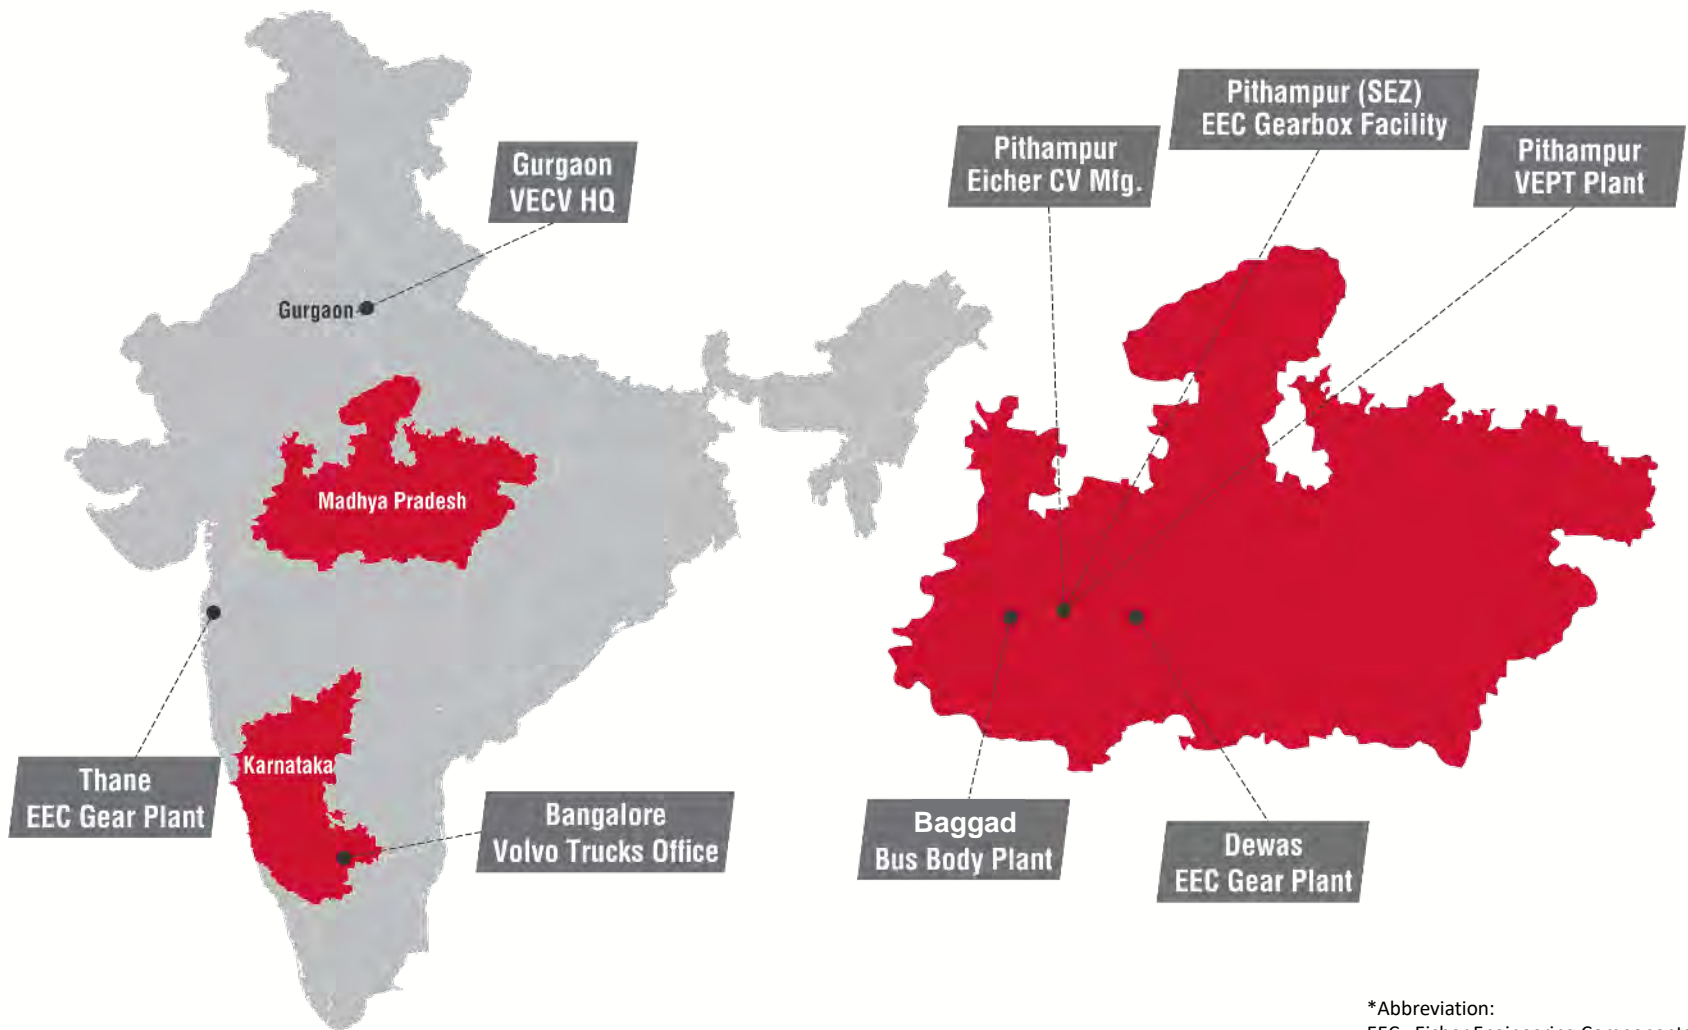 Gurgaon
VECV HQ
Gurgaon
Madhya Pradesh
Thane
EEC Gear Plant
Karnataka
Bangalore
Volvo Trucks Office
Pithampur
Eicher CV Mfg.
Pithampur (SEZ)
EEC Gearbox Facility
Pithampur
VEPT Plant
Baggad
Bus Body Plant
Dewas
EEC Gear Plant
*Abbreviation: